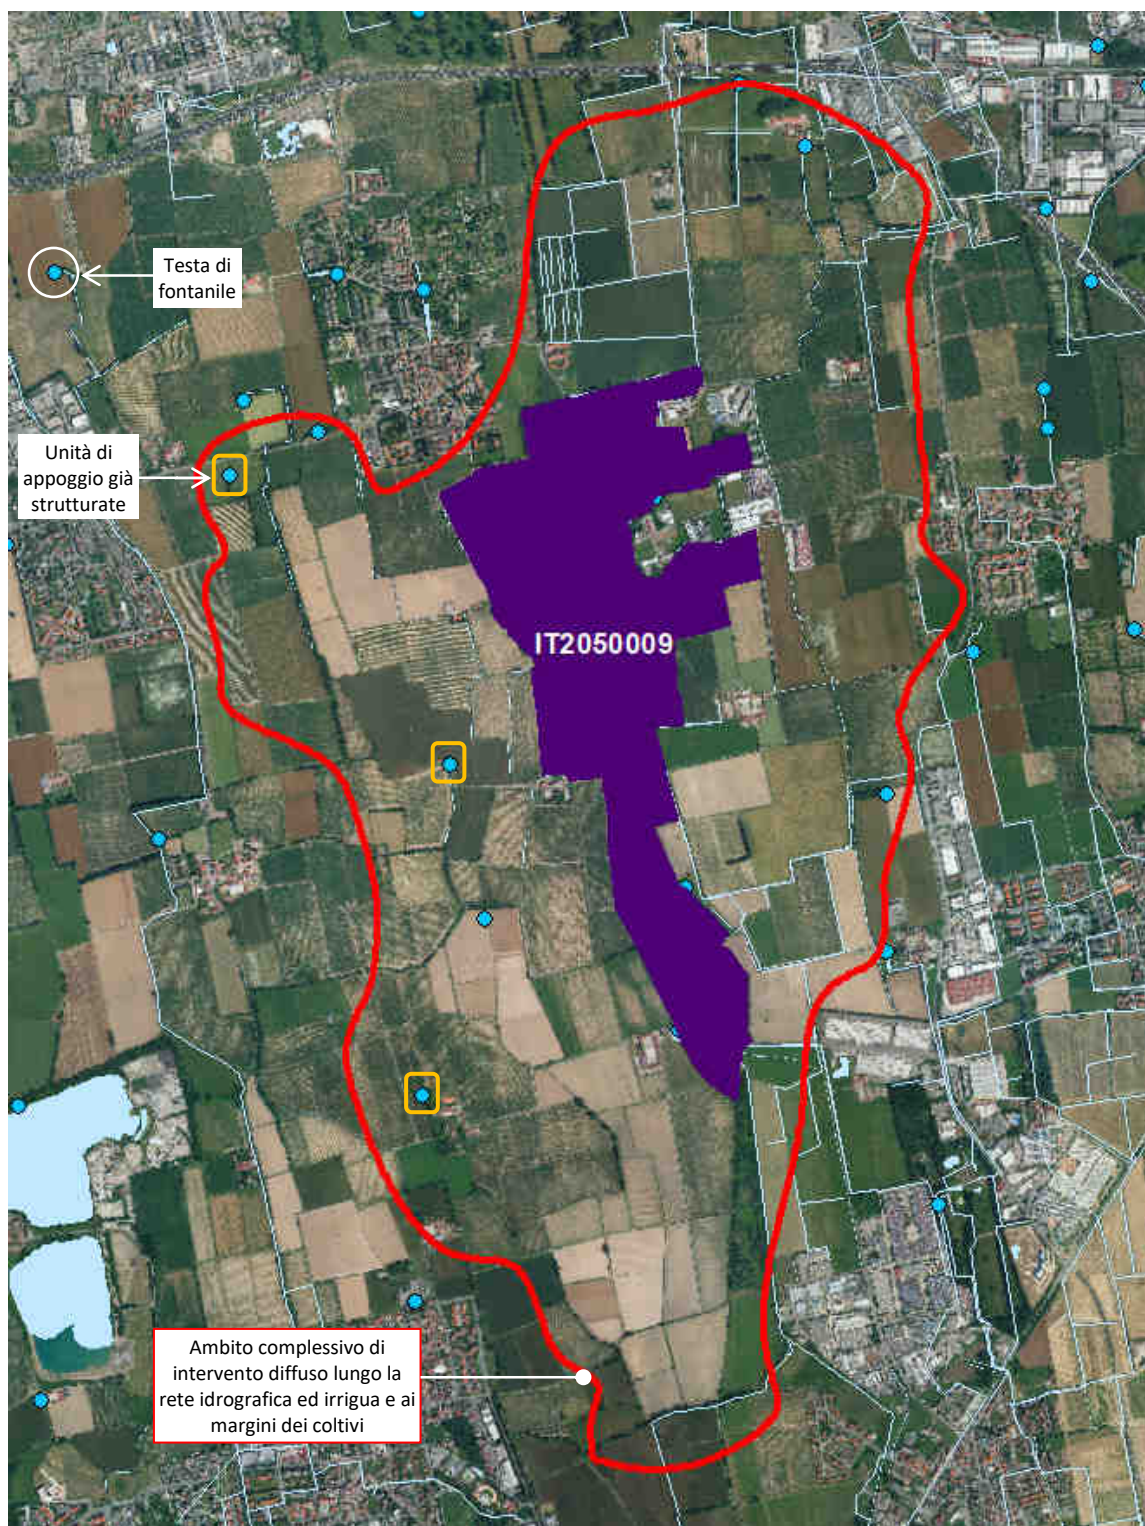 Testa di
fontanile
Unità di
appoggio già
strutturate
IT2050009
Ambito complessivo di
intervento diffuso lungo la
rete idrografica ed irrigua e ai
margini dei coltivi